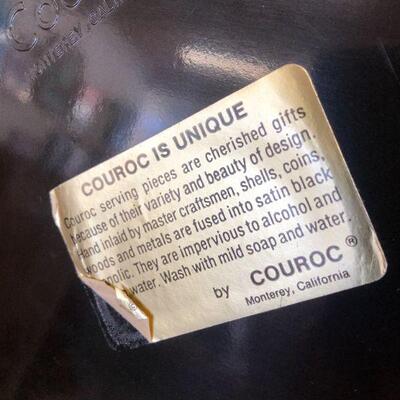 COUROC IS UNIQUE
Couroc serving pieces are cherished gifts
because of their variety and beauty of design.
Hand inlaid by master craftsmen, shells, coins,
woods and metals are fused into satin black
They are impervious to alcohol and
water. Wash with mild soap and water.
by COUROC®
Monterey, California